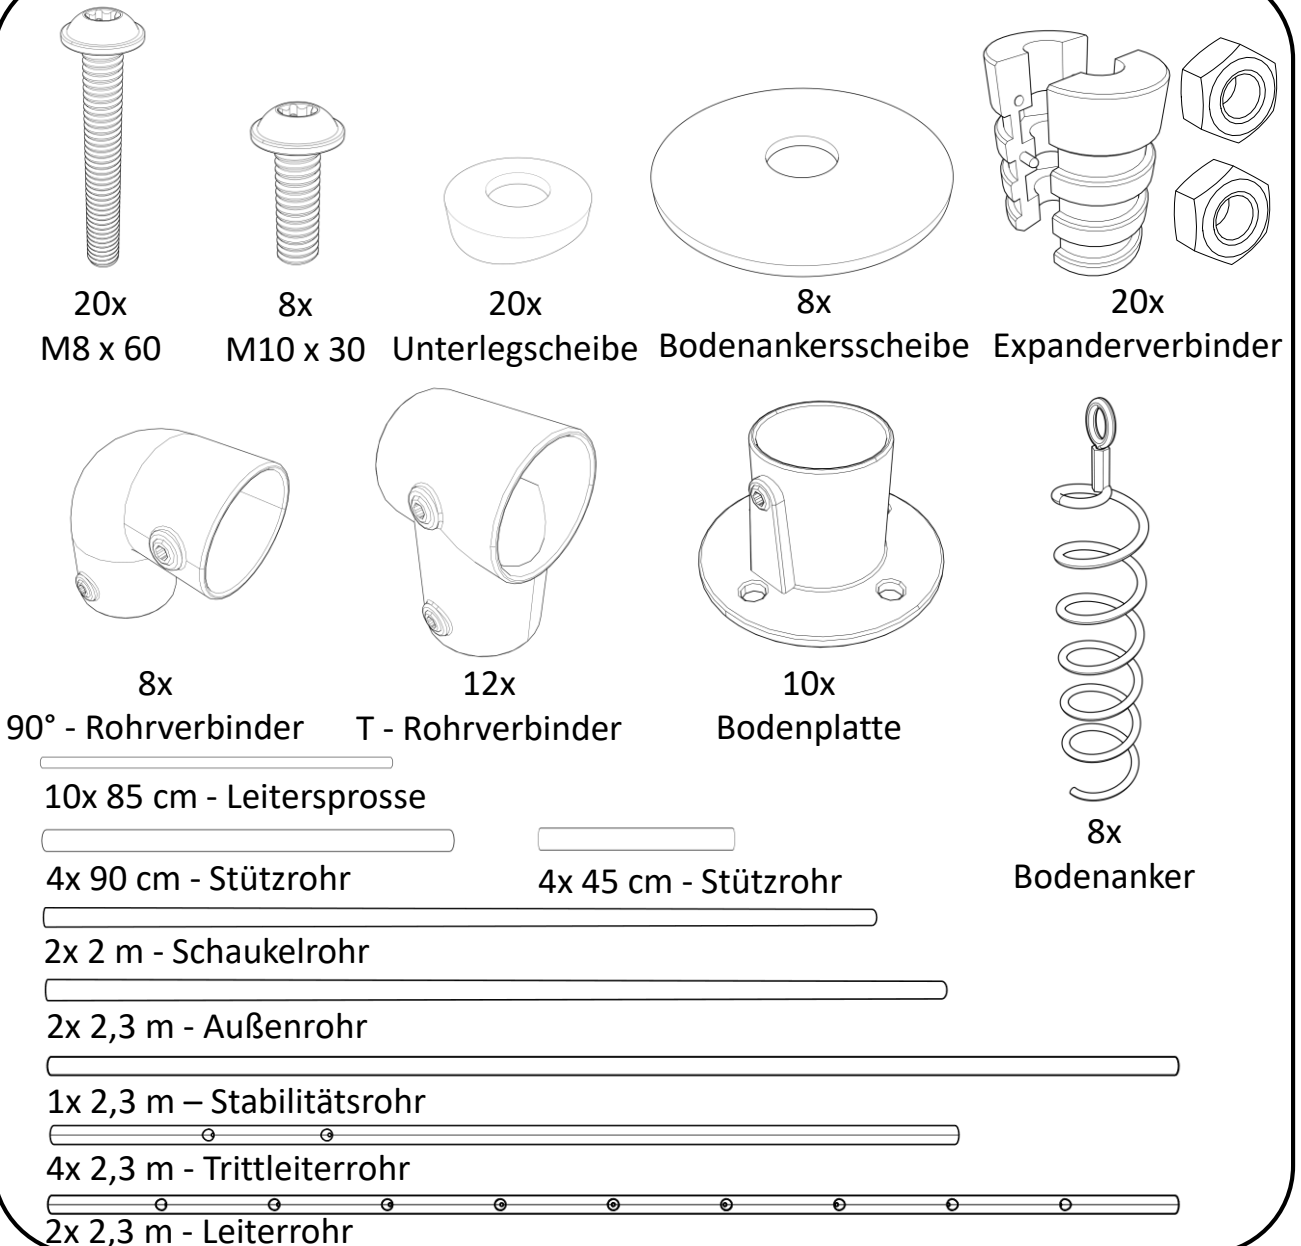 20x
M8 x 60
8x
M10 x 30
20x
Unterlegscheibe
8x
Bodenankersscheibe
20x
Expanderverbinder
8x
90° - Rohrverbinder
12x
T - Rohrverbinder
10x
Bodenplatte
8x
Bodenanker
10x 85 cm - Leitersprosse
4x 90 cm - Stützrohr
4x 45 cm - Stützrohr
2x 2 m - Schaukelrohr
2x 2,3 m - Außenrohr
1x 2,3 m – Stabilitätsrohr
4x 2,3 m - Trittleiterrohr
2x 2,3 m - Leiterrohr